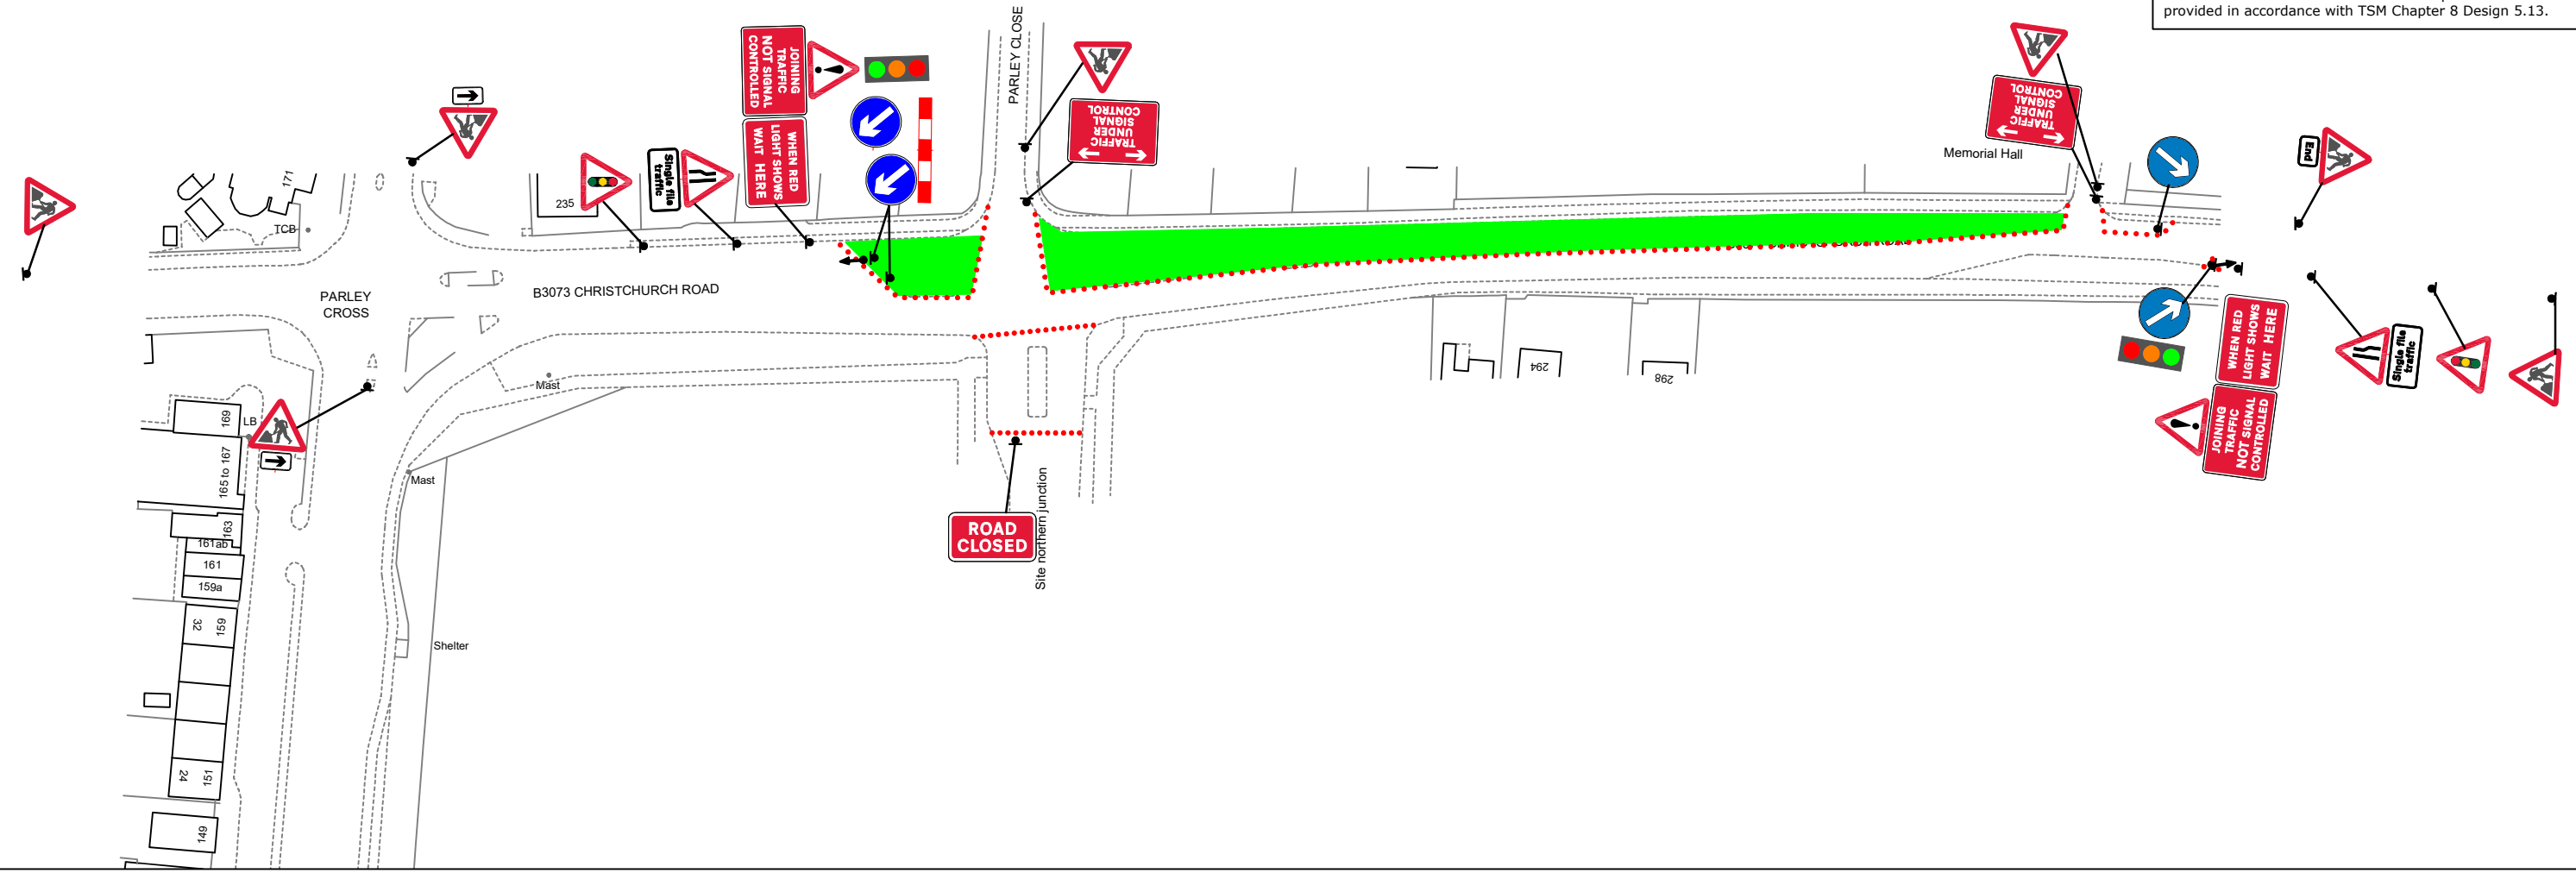 provided in accordance with TSM Chapter 8 Design 5.13.
PARLEY CLOSE
JOINING
TRAFFIC
NOT SIGNAL
CONTROLLED
WHEN RED
LIGHT SHOWS
WAIT HERE
Single file
traffic
TRAFFIC
UNDER
SIGNAL
CONTROL
TRAFFIC
UNDER
SIGNAL
CONTROL
Memorial Hall
End
171
TCB
235
PARLEY
CROSS
B3073 CHRISTCHURCH ROAD
Mast
294
298
WHEN RED
LIGHT SHOWS
WAIT HERE
Single file
traffic
JOINING
TRAFFIC
NOT SIGNAL
CONTROLLED
169
LB
165 to 167
Mast
163
161ab
161
159a
ROAD
CLOSED
Site northern junction
32
159
Shelter
24
151
149